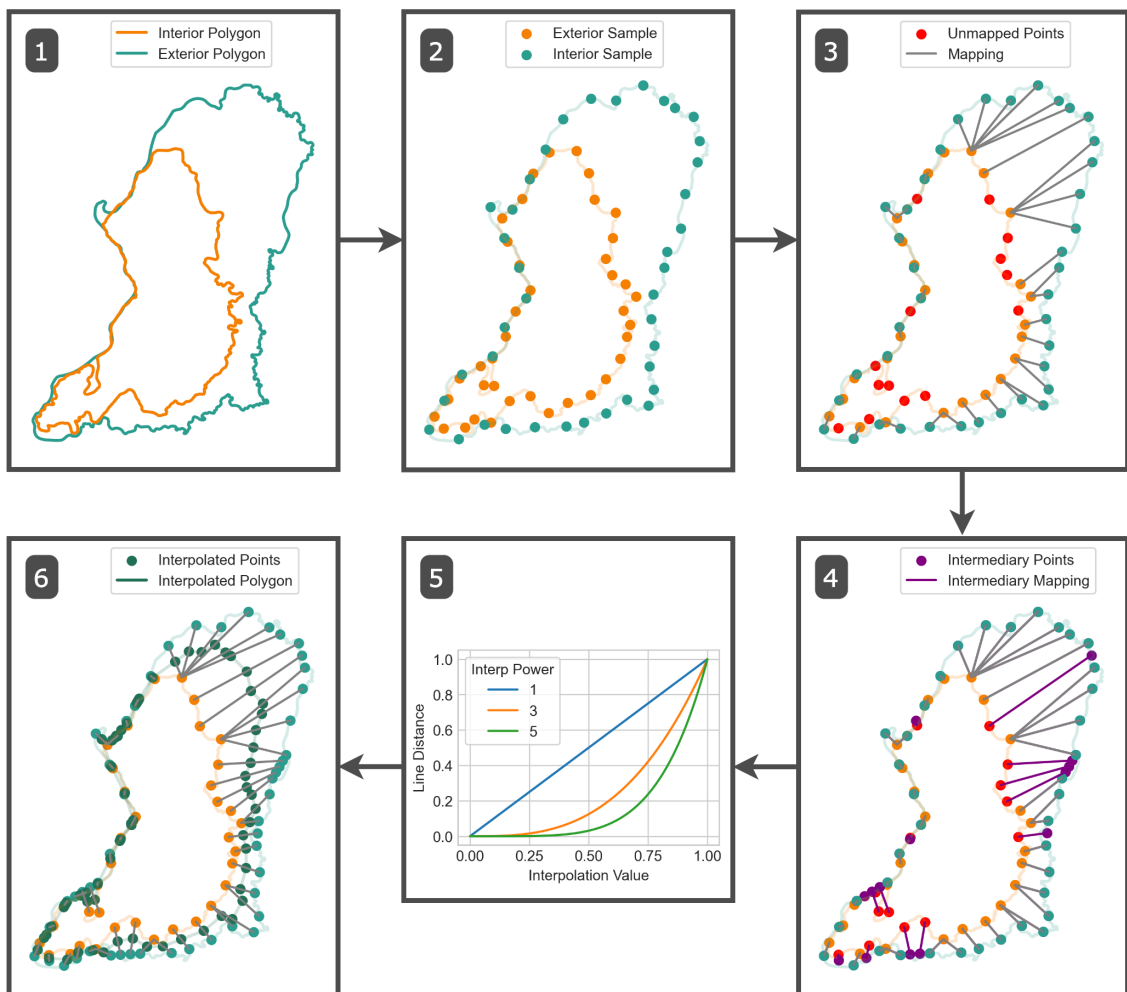 1
Interior Polygon
Exterior Polygon
2
Exterior Sample
Interior Sample
3
Unmapped Points
Mapping
6
Interpolated Points
Interpolated Polygon
5
Interp Power
1
3
5
1.0
0.8
0.6
0.4
0.2
0.0
Line Distance
0.00 0.25 0.50 0.75 1.00
Interpolation Value
4
Intermediary Points
Intermediary Mapping